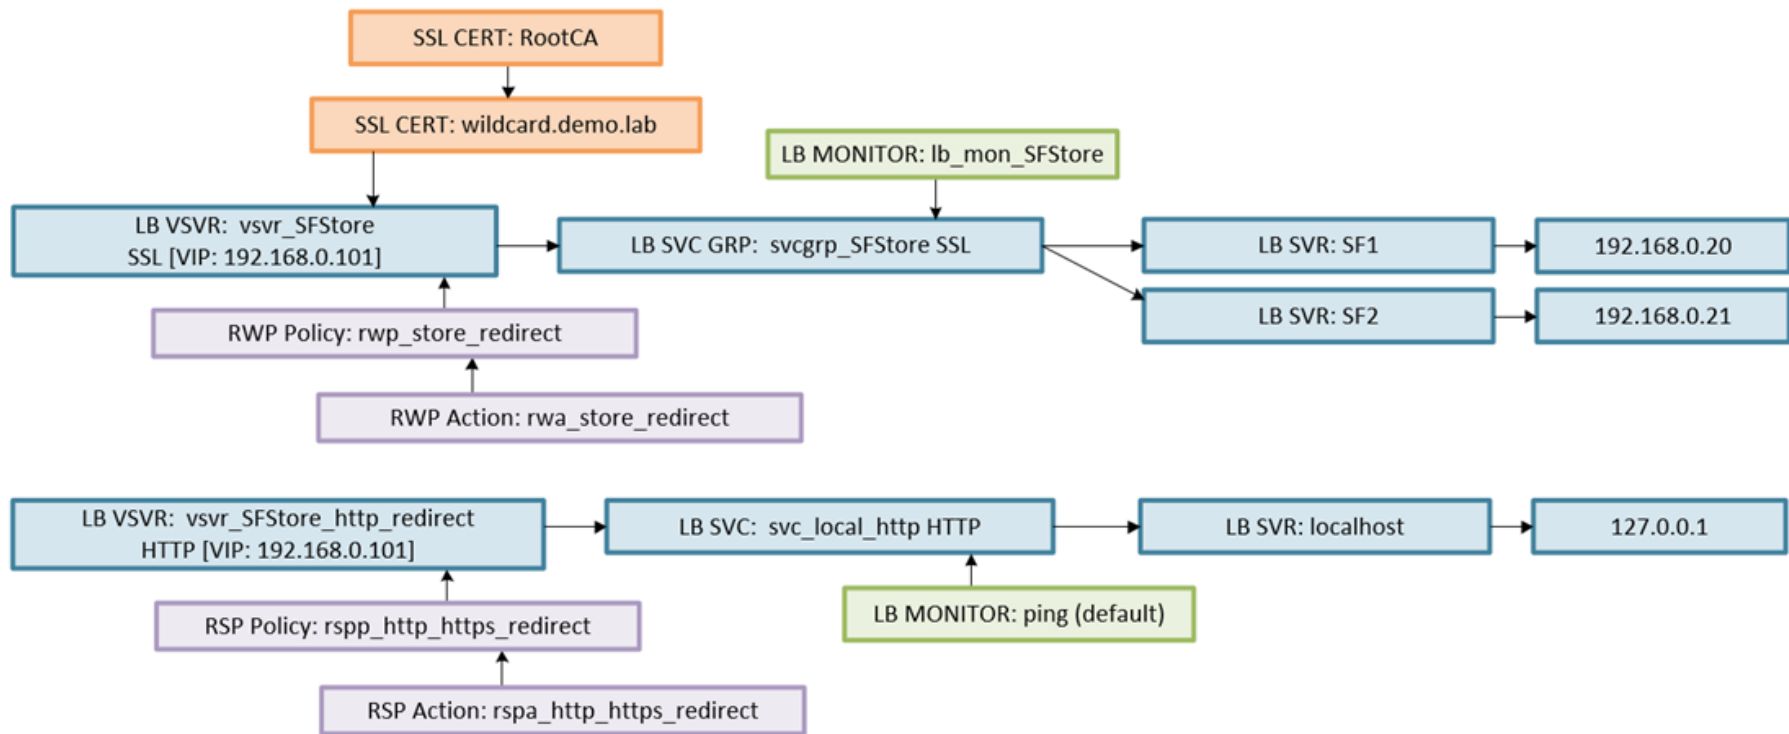 SSL CERT: RootCA
SSL CERT: wildcard.demo.lab
LB MONITOR: lb_mon_SFStore
LB VSVR: vsvr_SFStore
SSL [VIP: 192.168.0.101]
LB SVC GRP: svcgrp_SFStore SSL
LB SVR: SF1
192.168.0.20
LB SVR: SF2
192.168.0.21
RWP Policy: rwp_store_redirect
RWP Action: rwa_store_redirect
LB VSVR: vsvr_SFStore_http_redirect
HTTP [VIP: 192.168.0.101]
LB SVC: svc_local_http HTTP
LB SVR: localhost
127.0.0.1
RSP Policy: rspp_http_https_redirect
LB MONITOR: ping (default)
RSP Action: rspa_http_https_redirect